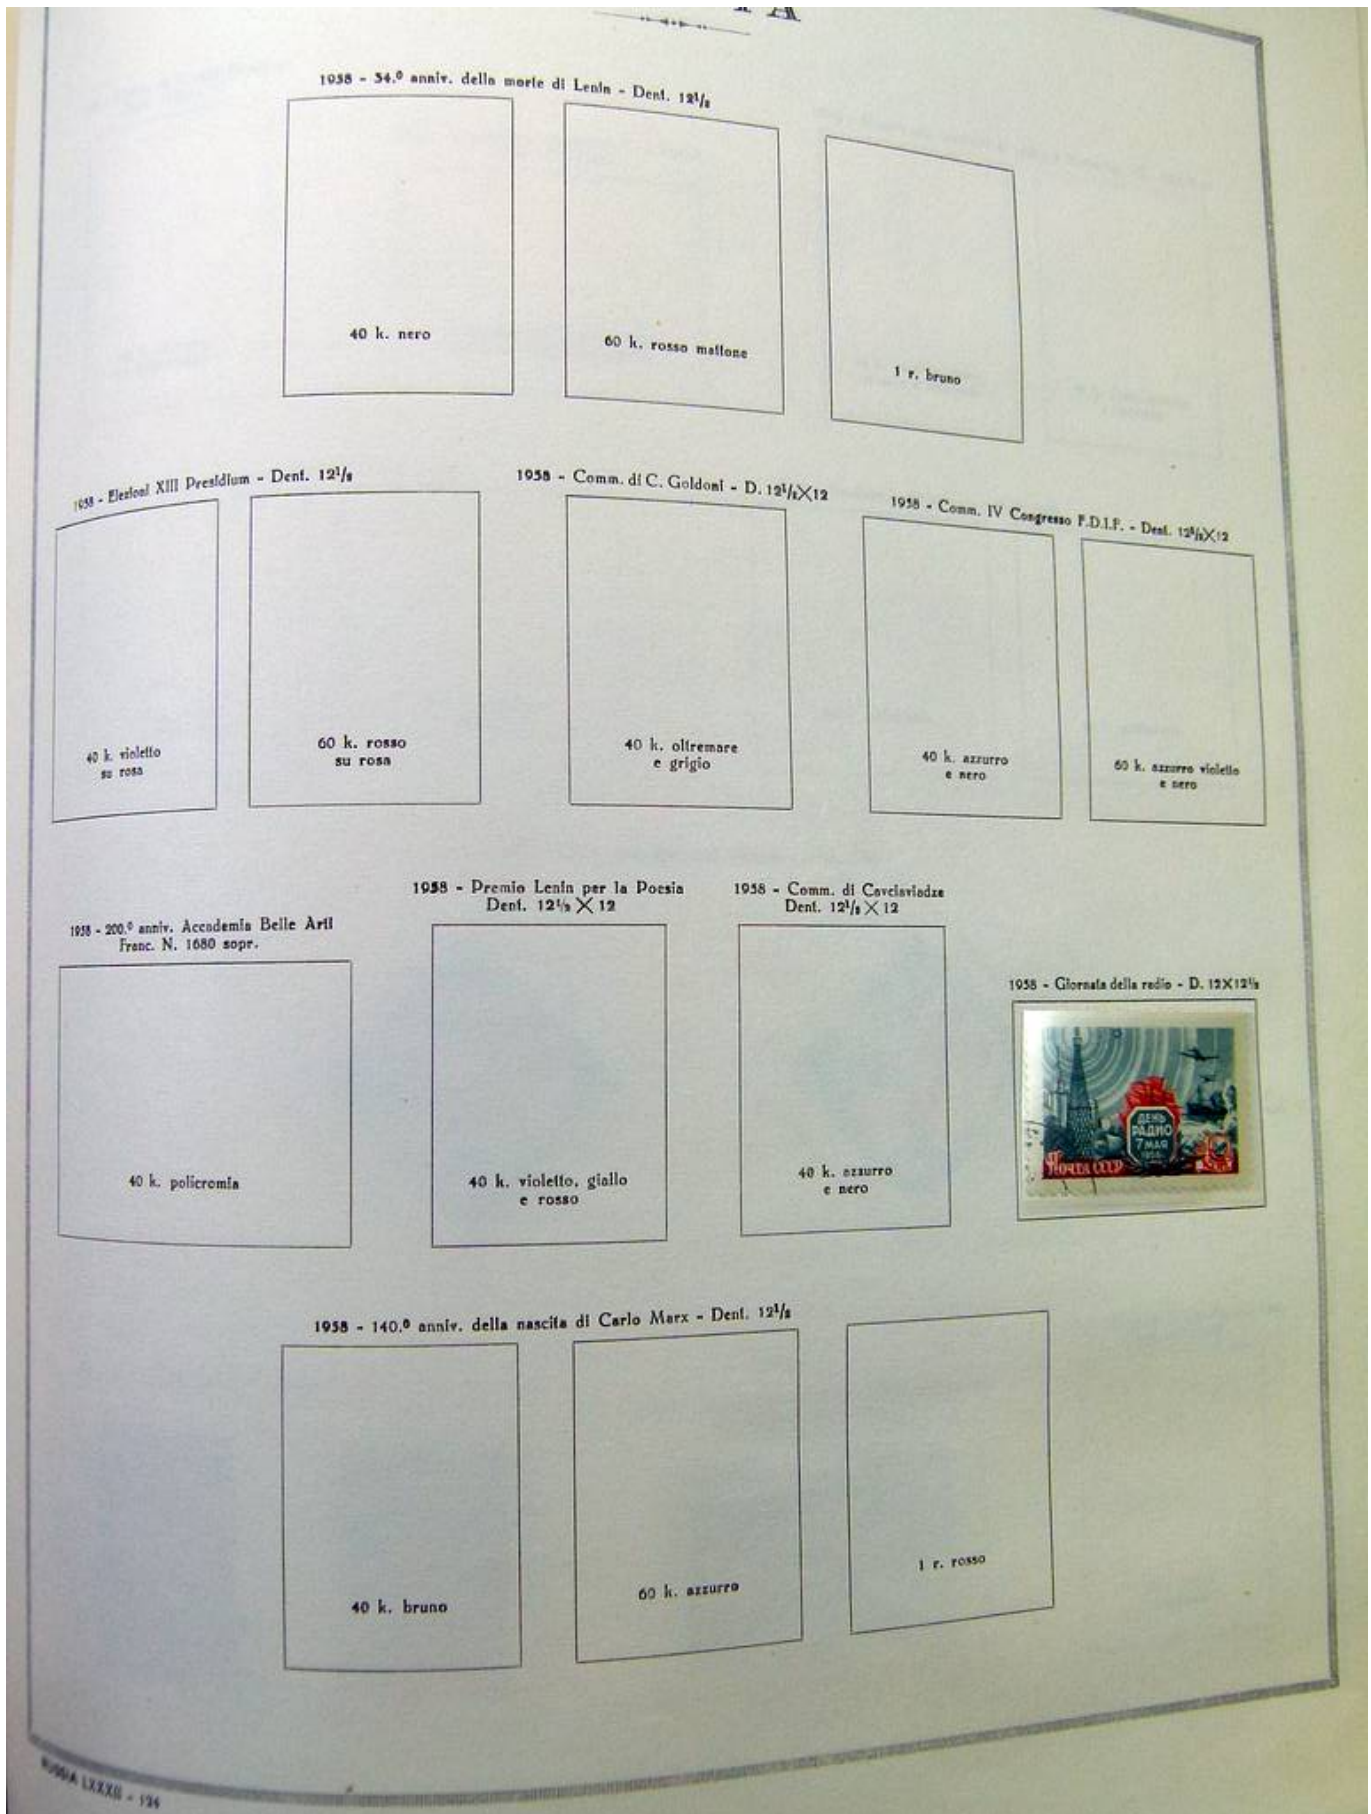 1958 - 34.º anniv. della morte di Lenin - Dent. 12½
40 k. nero
60 k. rosso mattone
1 r. bruno
1958 - Elezioni XIII Presidium - Dent. 12½
1958 - Comm. di C. Goldoni - D. 12½X12
1958 - Comm. IV Congresso F.D.I.F. - Dent. 12½X12
40 k. violetto
su rosa
60 k. rosso
su rosa
40 k. oltremare
e grigio
40 k. azzurro
e nero
60 k. azzurro violetto
e nero
1958 - 200.º anniv. Accademia Belle Arti
Franc. N. 1680 sopr.
1958 - Premio Lenin per la Poesia
Dent. 12½ X 12
1958 - Comm. di Cavciaviadze
Dent. 12½ X 12
1958 - Giornata della radio - D. 12X12½
40 k. policromia
40 k. violetto, giallo
e rosso
40 k. azzurro
e nero
ДЕНЬ
РАДИО
7 МАЯ
1958
ПОЧТА СССР
1958 - 140.º anniv. della nascita di Carlo Marx - Dent. 12½
40 k. bruno
60 k. azzurro
1 r. rosso
RUSSIA LXXXII - 124